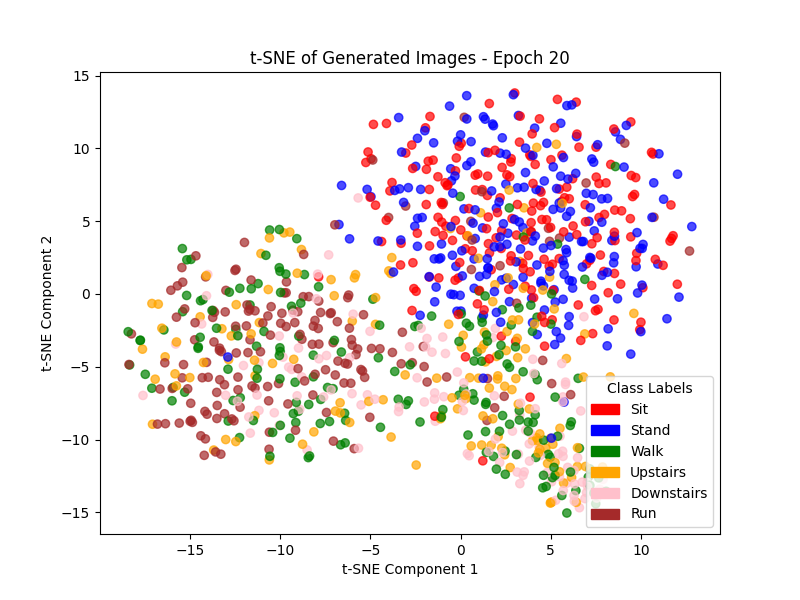 t-SNE of Generated Images - Epoch 20
15
10
5
0
−5
−10
−15
t-SNE Component 2
−15
−10
−5
0
5
10
t-SNE Component 1
Class Labels
Sit
Stand
Walk
Upstairs
Downstairs
Run